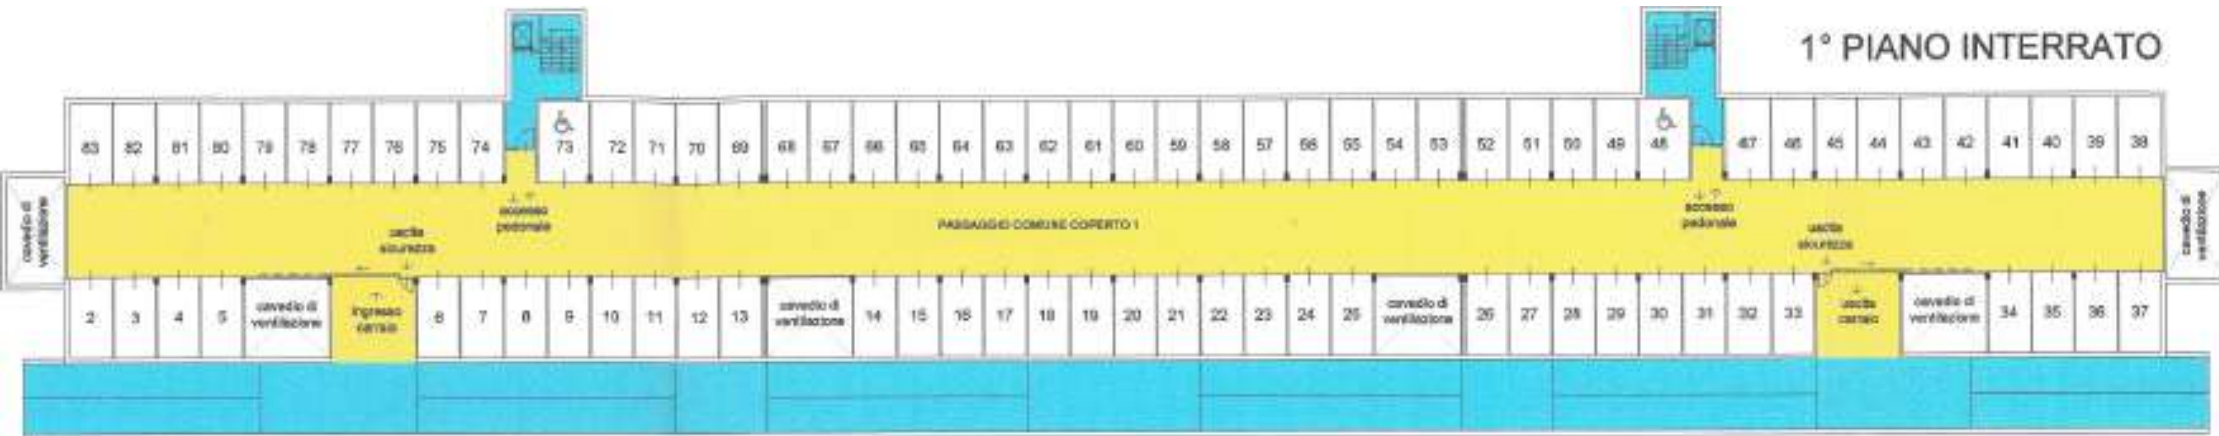 1° PIANO INTERRATO
83 82 81 80 79 78 77 76 75 74 73 72 71 70 69 68 67 66 65 64 63 62 61 60 59 58 57 56 55 54 53 52 51 50 49 48 47 46 45 44 43 42 41 40 39 38
cavedio di
ventilazione
accesso
pedonale
uscita
sicurezza
PASSAGGIO COMUNE COPERTO 1
accesso
pedonale
uscita
sicurezza
cavedio di
ventilazione
2 3 4 5
cavedio di
ventilazione
ingresso
carraio
6 7 8 9 10 11 12 13
cavedio di
ventilazione
14 15 16 17 18 19 20 21 22 23 24 25
cavedio di
ventilazione
26 27 28 29 30 31 32 33
uscita
carraio
cavedio di
ventilazione
34 35 36 37